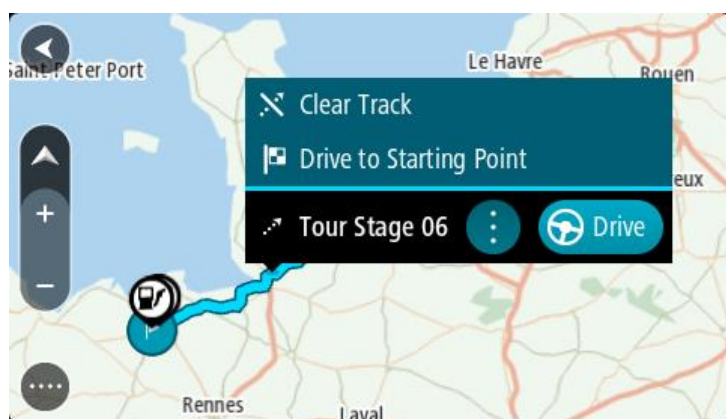 Saint Peter Port
Le Havre
Rouen
Clear Track
Drive to Starting Point
eux
Tour Stage 06
Drive
+
−
Rennes
Laval